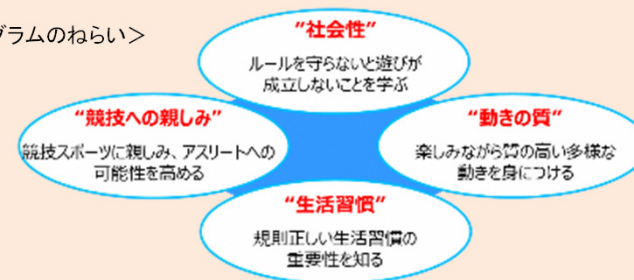 グラムのねらい＞
“社会性”
ルールを守らないと遊びが
成立しないことを学ぶ
“競技への親しみ”
競技スポーツに親しみ、アスリートへの
可能性を高める
“動きの質”
楽しみながら質の高い多様な
動きを身につける
“生活習慣”
規則正しい生活習慣の
重要性を知る